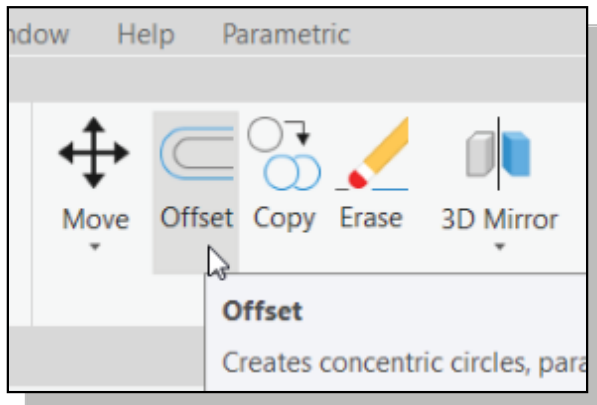 Help Parametric
Move Offset Copy Erase 3D Mirror
Offset
Creates concentric circles,